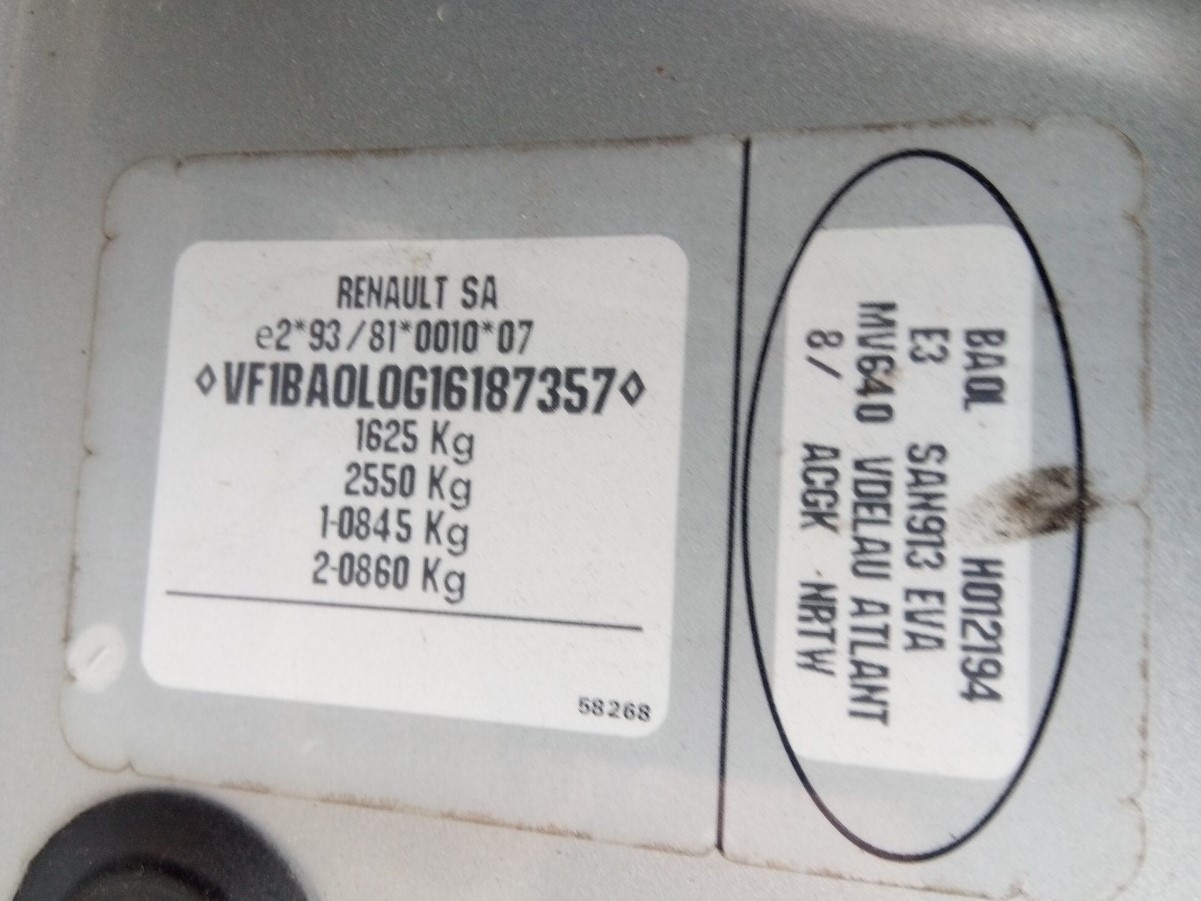 RENAULT SA
e2*93/81*0010*07
◊VF1BA0L0G16187357◊
1625 Kg
2550 Kg
1-0845 Kg
2-0860 Kg
58268
BA0L H012194
E3 SAN913 EVA
MV640 VDELAU ATLANT
8/ ACGK NRTW